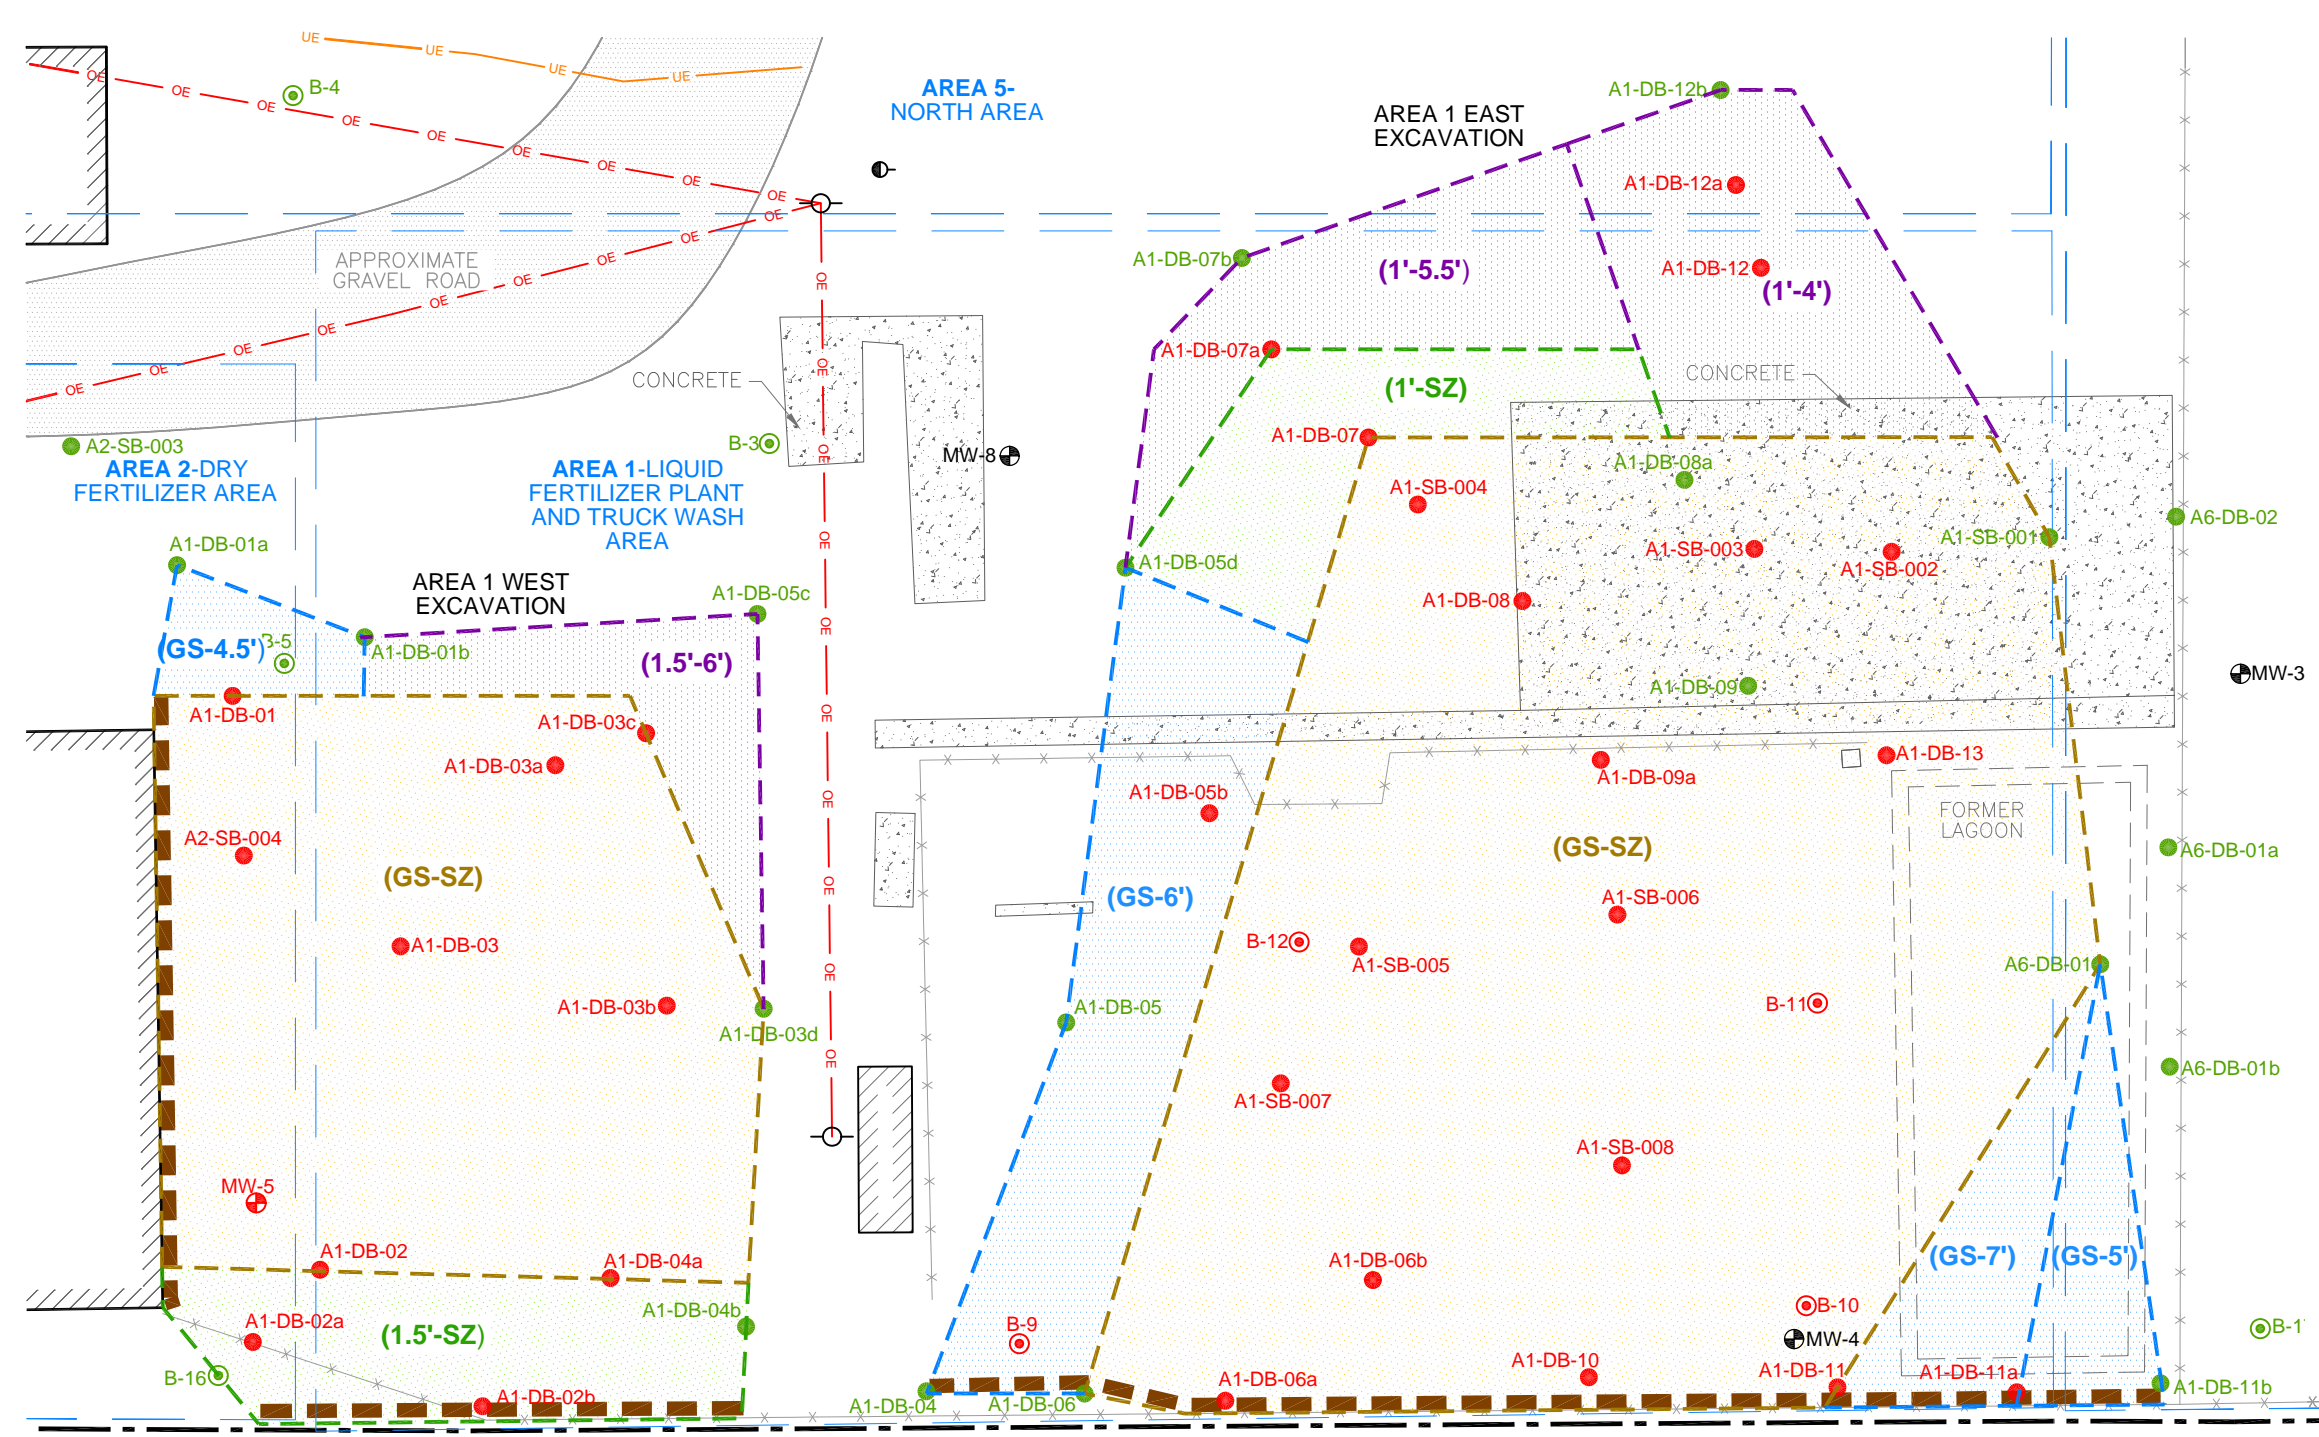 UE
UE
UE
UE
OE
OE
OE
OE
OE
OE
OE
OE
OE
B-4
AREA 5-
NORTH AREA
AREA 1 EAST
EXCAVATION
A1-DB-12b
A1-DB-12a
A1-DB-12
(1'-4')
A1-DB-07b
(1'-5.5')
APPROXIMATE
GRAVEL ROAD
OE
OE
OE
OE
OE
OE
OE
OE
CONCRETE
A1-DB-07a
(1'-SZ)
CONCRETE
A2-SB-003
B-3
MW-8
A1-DB-07
A1-DB-08a
A1-SB-004
AREA 2-DRY
FERTILIZER AREA
AREA 1-LIQUID
FERTILIZER PLANT
AND TRUCK WASH
AREA
A6-DB-02
A1-SB-001
A1-SB-003
A1-SB-002
A1-DB-01a
A1-DB-05d
AREA 1 WEST
EXCAVATION
A1-DB-05c
A1-DB-08
(GS-4.5')
B-5
A1-DB-01b
(1.5'-6')
MW-3
A1-DB-09
A1-DB-01
A1-DB-03c
A1-DB-03a
A1-DB-09a
A1-DB-13
A1-DB-05b
FORMER
LAGOON
A2-SB-004
(GS-SZ)
(GS-SZ)
A6-DB-01a
(GS-6')
A1-SB-006
A1-DB-03
B-12
A1-SB-005
A6-DB-01
A1-DB-03b
A1-DB-03d
A1-DB-05
B-11
OE
OE
OE
OE
OE
OE
OE
OE
A1-SB-007
A6-DB-01b
A1-SB-008
MW-5
A1-DB-02
A1-DB-04a
A1-DB-06b
(GS-7')
(GS-5')
A1-DB-02a
(1.5'-SZ)
A1-DB-04b
B-9
B-10
MW-4
B-16
A1-DB-02b
A1-DB-04
A1-DB-06
A1-DB-06a
A1-DB-10
A1-DB-11
A1-DB-11a
A1-DB-11b